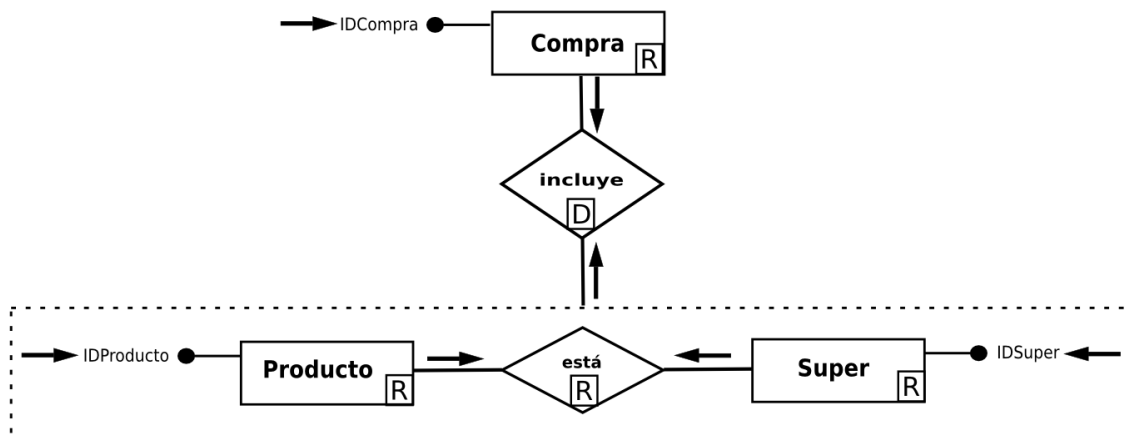 IDCompra
Compra
R
incluye
D
IDProducto
Producto
R
está
R
Super
R
IDSuper